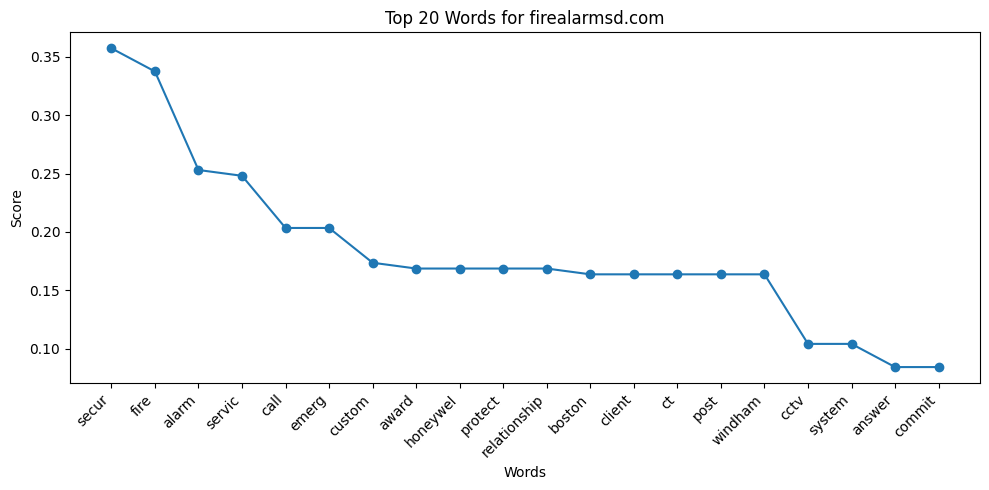 Top 20 Words for firealarmsd.com
Score
0.35
0.30
0.25
0.20
0.15
0.10
secur
fire
alarm
servic
call
emerg
custom
award
honeywel
protect
relationship
boston
client
ct
post
windham
cctv
system
answer
commit
Words